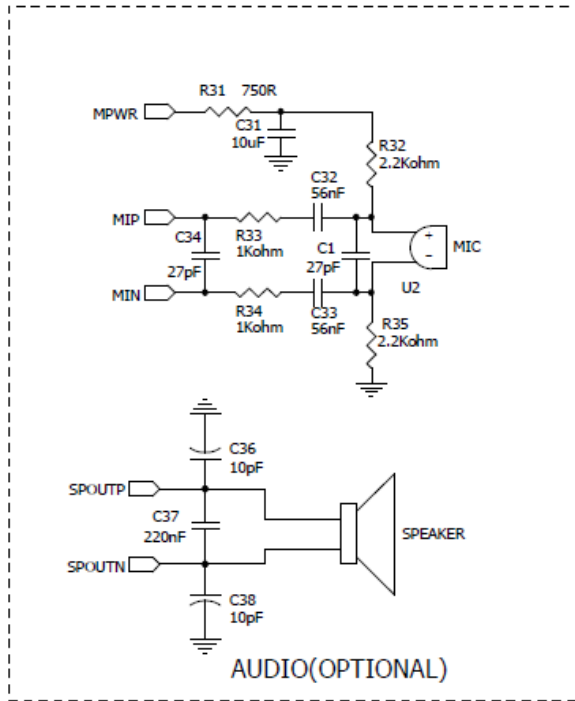 R31 750R
MPWR
C31
10uF
R32
2.2Kohm
C32
56nF
MIP
C34
27pF
R33
1Kohm
C1
27pF
+
-
MIC
MIN
R34
1Kohm
C33
56nF
U2
R35
2.2Kohm
C36
10pF
SPOUTP
C37
220nF
SPEAKER
SPOUTN
C38
10pF
AUDIO(OPTIONAL)